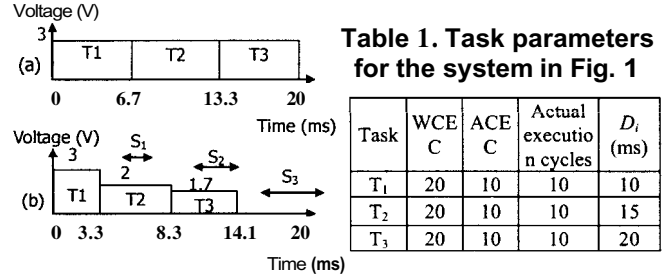 Voltage (V)
3
T1 T2 T3
(a)
0 6.7 13.3 20
Time (ms)
Voltage (V)
3
S1
2
S2
1.7
S3
(b)
T1 T2 T3
0 3.3 8.3 14.1 20
Time (ms)
Table 1. Task parameters
for the system in Fig. 1
Task WCE ACE Actual Di
C C executio (ms)
n cycles
T1 20 10 10 10
T2 20 10 10 15
T3 20 10 10 20